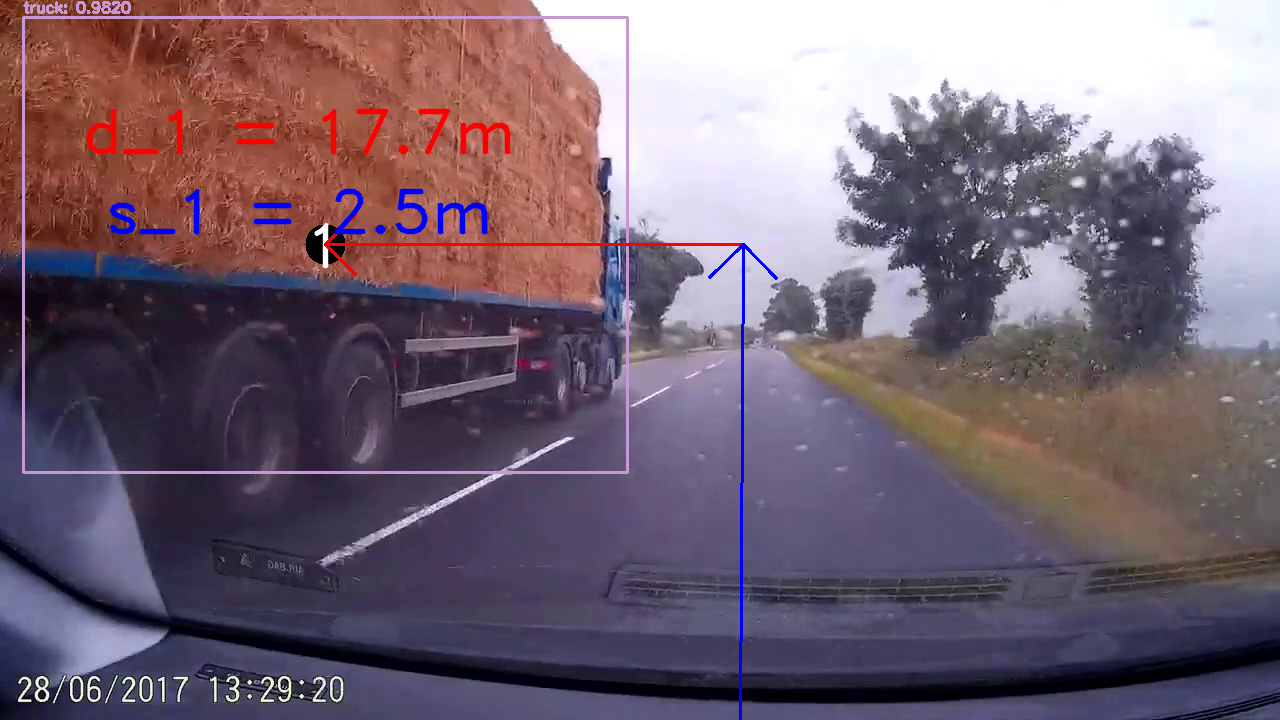 truck: 0.9820
d_1 = 17.7m
s_1 = 2.5m
1
28/06/2017 13:29:20